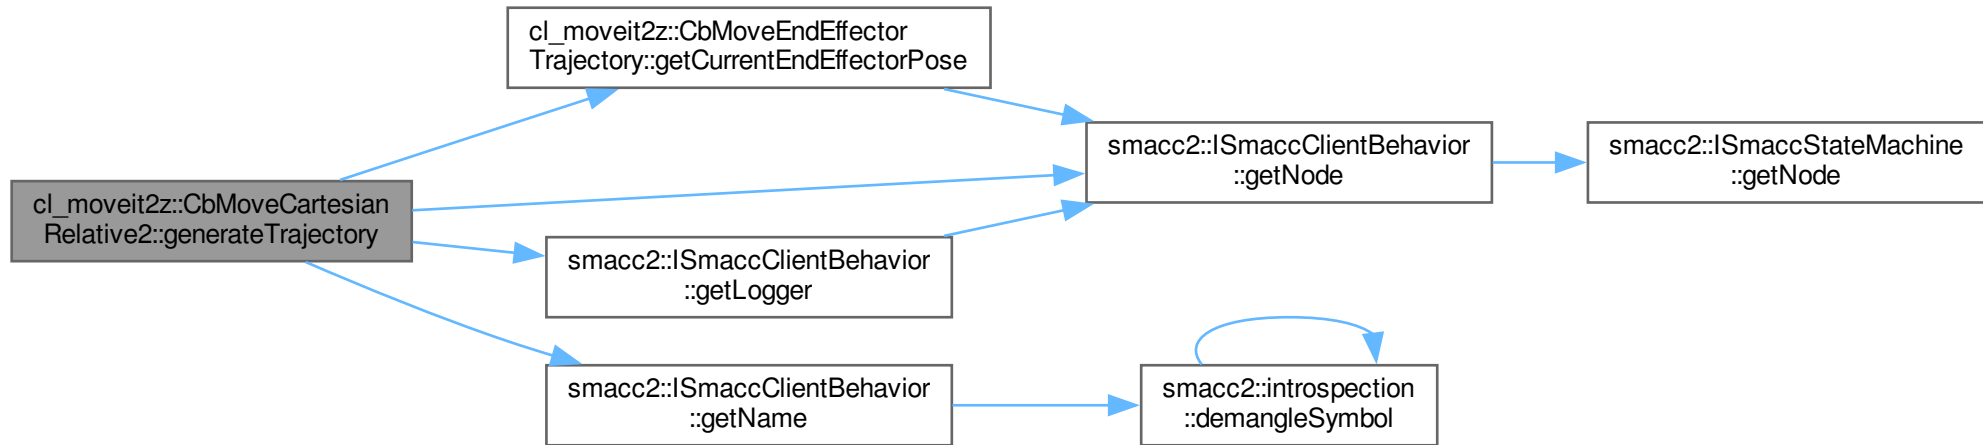 cl_moveit2z::CbMoveCartesian
Relative2::generateTrajectory
cl_moveit2z::CbMoveEndEffector
Trajectory::getCurrentEndEffectorPose
smacc2::ISmaccClientBehavior
::getNode
smacc2::ISmaccStateMachine
::getNode
smacc2::ISmaccClientBehavior
::getLogger
smacc2::ISmaccClientBehavior
::getName
smacc2::introspection
::demangleSymbol